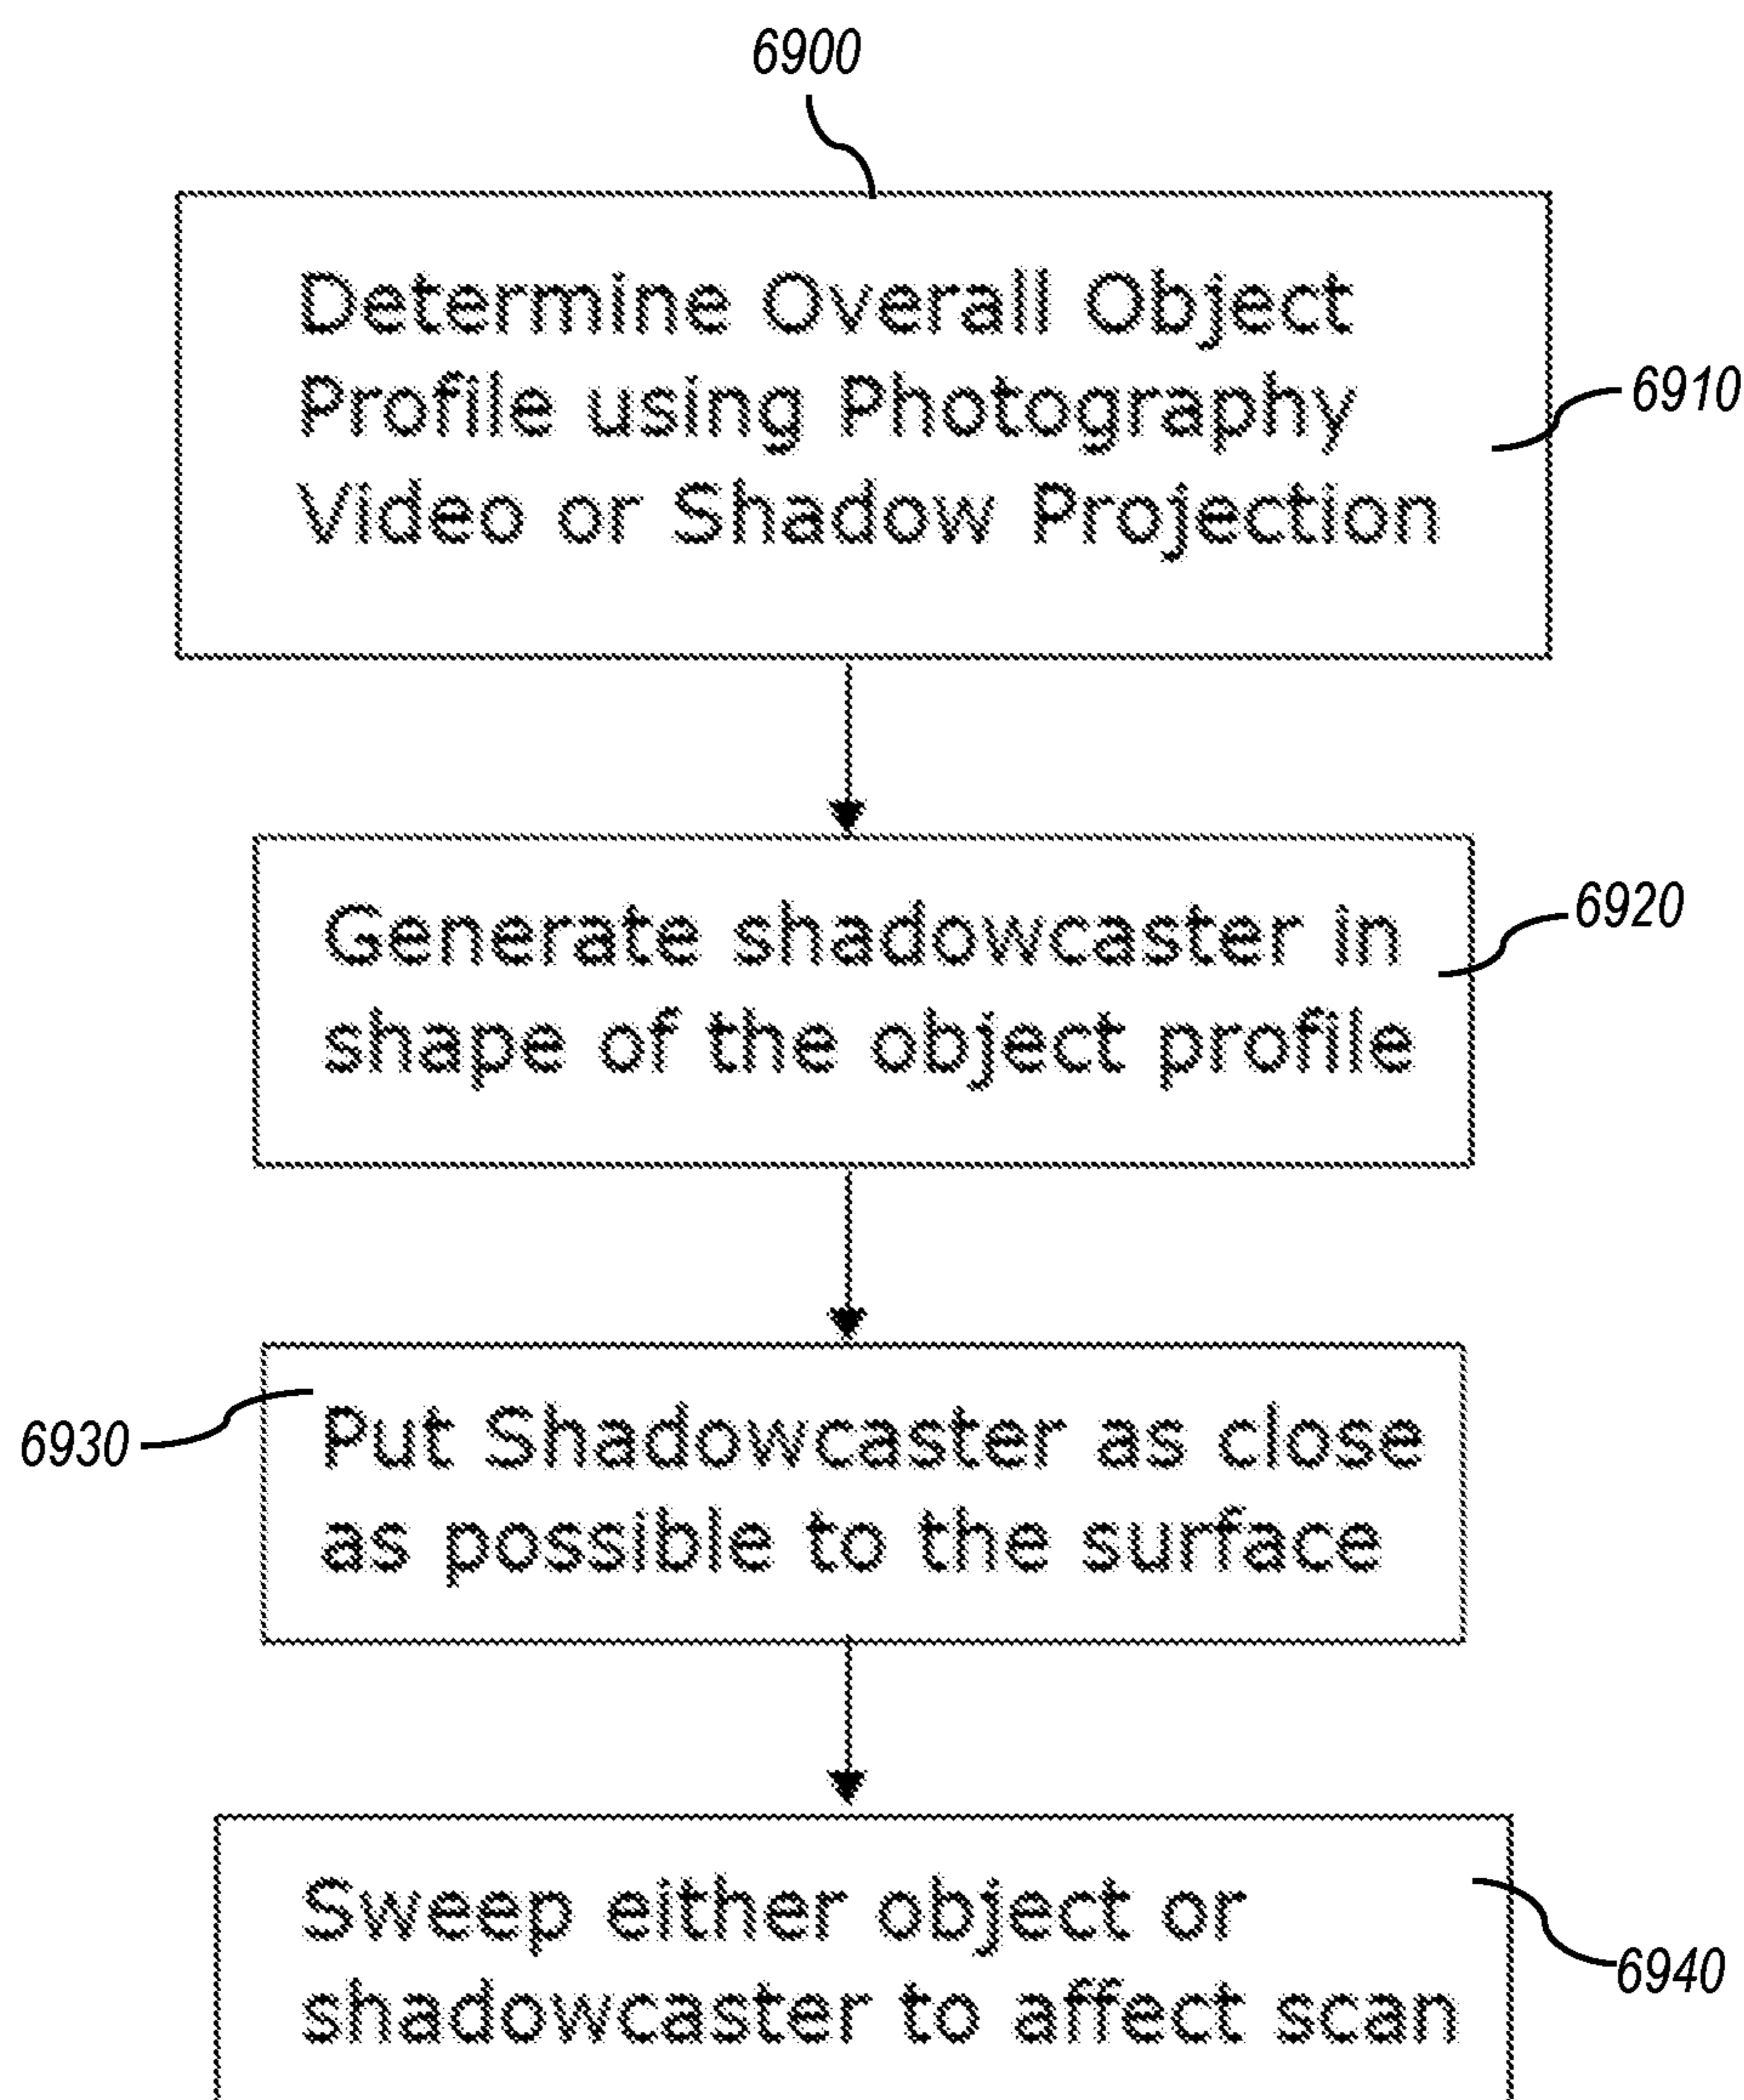 6900
Determine Overall Object
Profile using Photography
Video or Shadow Projection
6910
Generate shadowcaster in
shape of the object profile
6920
Put Shadowcaster as close
as possible to the surface
6930
Sweep either object or
shadowcaster to affect scan
6940